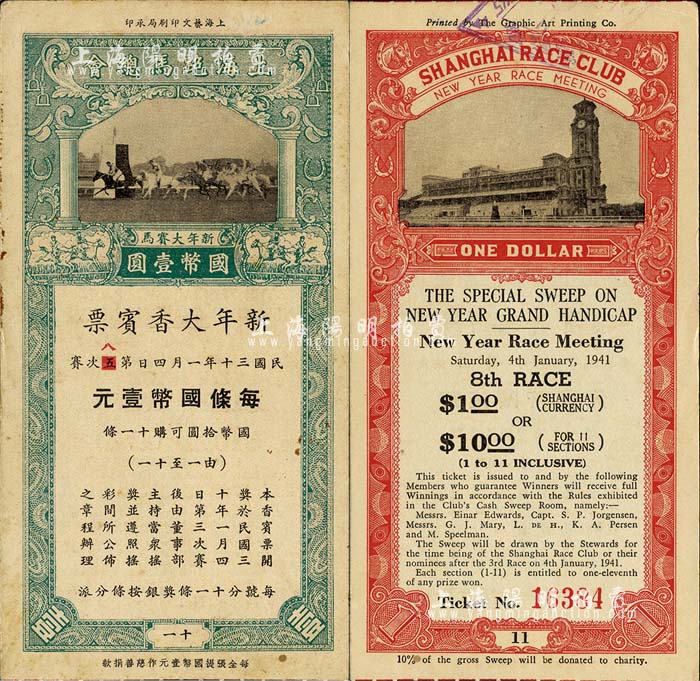 上海藝文印刷局承印
上海跑馬總會
新年大賽馬
國幣壹圓
新年大香賓票
八
民國三十年一月四日第五次賽
每條國幣壹元
國幣拾圓可購十一條
(由一至十一)
本香賓票開
獎於民國三
十年一月四
日第三次賽
後由董事
主持當衆搖
獎並遵照搖
彩間所公佈
之章程辦理
每號分十一條獎銀按條分派
十一
每全張提國幣壹元作慈善捐款
Printed by The Graphic Art Printing Co.
SHANGHAI RACE CLUB
NEW YEAR RACE MEETING
ONE DOLLAR
THE SPECIAL SWEEP ON
NEW YEAR GRAND HANDICAP
New Year Race Meeting
Saturday, 4th January, 1941
8th RACE
$1.00 (SHANGHAI CURRENCY)
OR
$10.00 (FOR 11 SECTIONS)
(1 to 11 INCLUSIVE)
This ticket is issued to and by the following
Members who guarantee Winners will receive full
Winnings in accordance with the Rules exhibited
in the Club's Cash Sweep Room, namely:—
Messrs. Einar Edwards, Capt. S. P. Jorgensen,
Messrs. G. J. Mary, L. DE H., K. A. Persen
and M. Speelman.
The Sweep will be drawn by the Stewards for
the time being of the Shanghai Race Club or their
nominees after the 3rd Race on 4th January, 1941.
Each section (1-11) is entitled to one-eleventh
of any prize won.
Ticket No. 16384
11
10% of the gross Sweep will be donated to charity.
上海陽明拍賣
www.yangmingauction.com